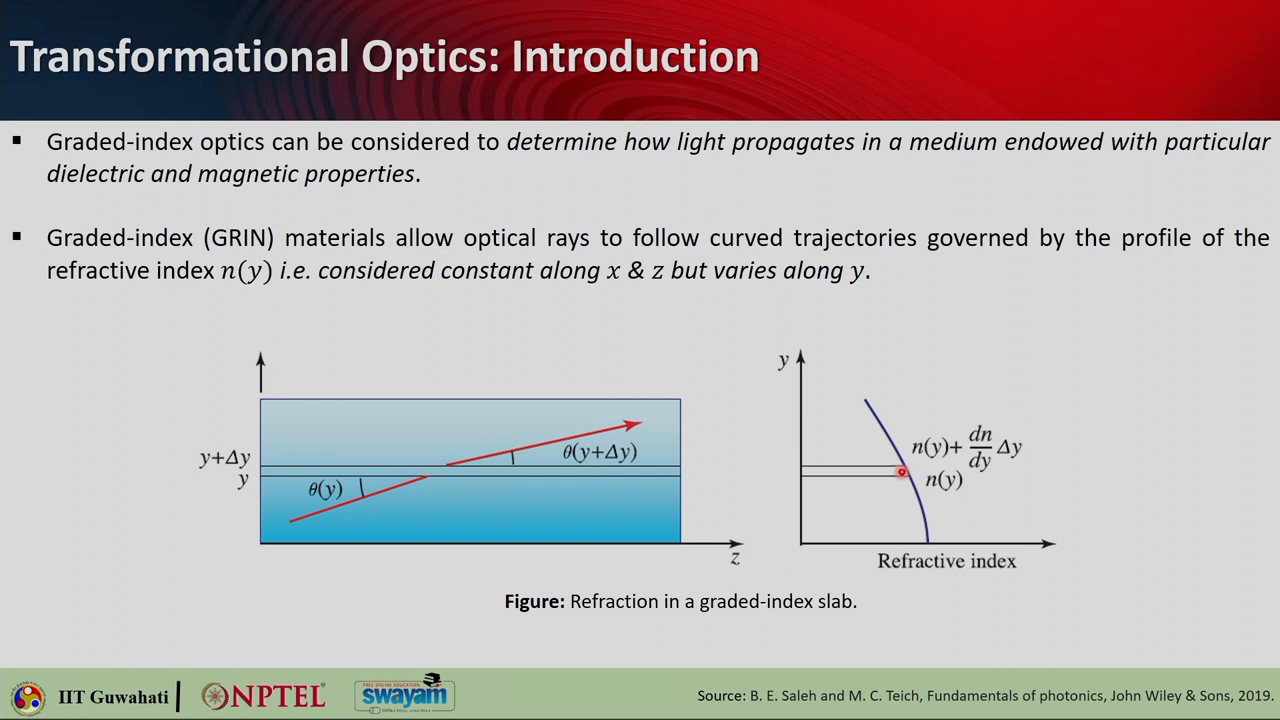 Transformational Optics: Introduction
▪ Graded-index optics can be considered to determine how light propagates in a medium endowed with particular
dielectric and magnetic properties.
▪ Graded-index (GRIN) materials allow optical rays to follow curved trajectories governed by the profile of the
refractive index n(y) i.e. considered constant along x & z but varies along y.
y+Δy
y
θ(y)
θ(y+Δy)
z
y
n(y)+ dn/dy Δy
n(y)
Refractive index
Figure: Refraction in a graded-index slab.
IIT Guwahati
NPTEL
FREE ONLINE EDUCATION
swayam
Source: B. E. Saleh and M. C. Teich, Fundamentals of photonics, John Wiley & Sons, 2019.